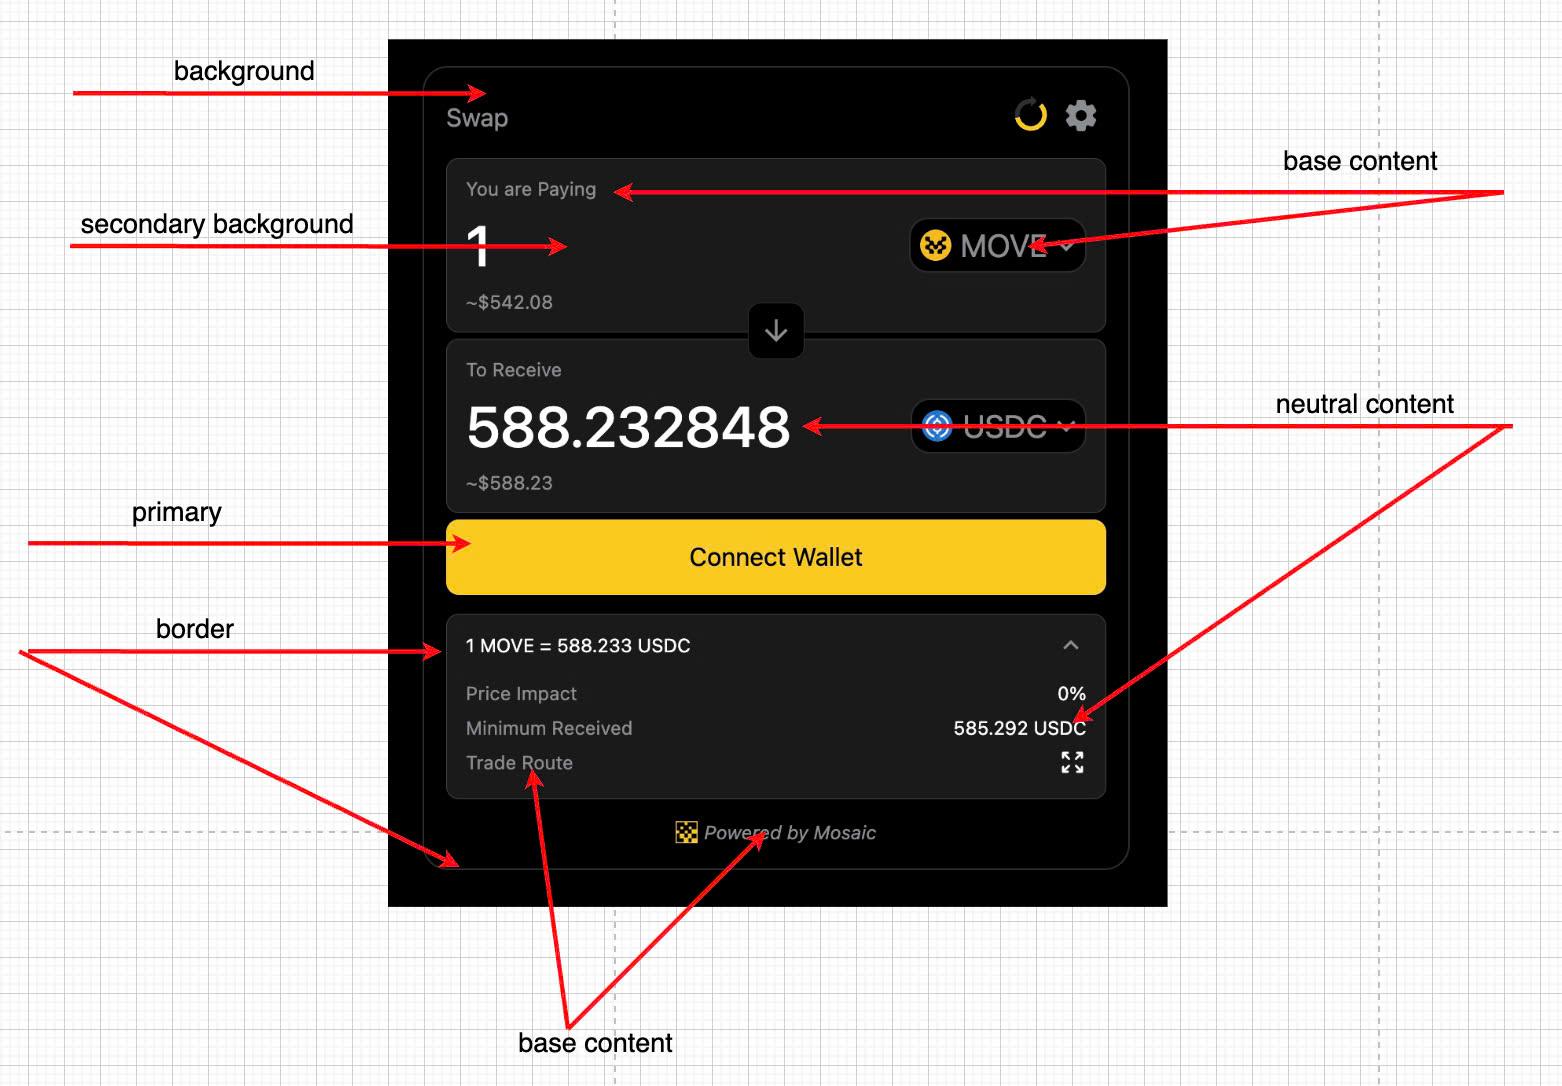 background
Swap
base content
You are Paying
secondary background
1
MOVE
~$542.08
To Receive
neutral content
588.232848
USDC
~$588.23
primary
Connect Wallet
border
1 MOVE = 588.233 USDC
Price Impact
0%
Minimum Received
585.292 USDC
Trade Route
Powered by Mosaic
base content